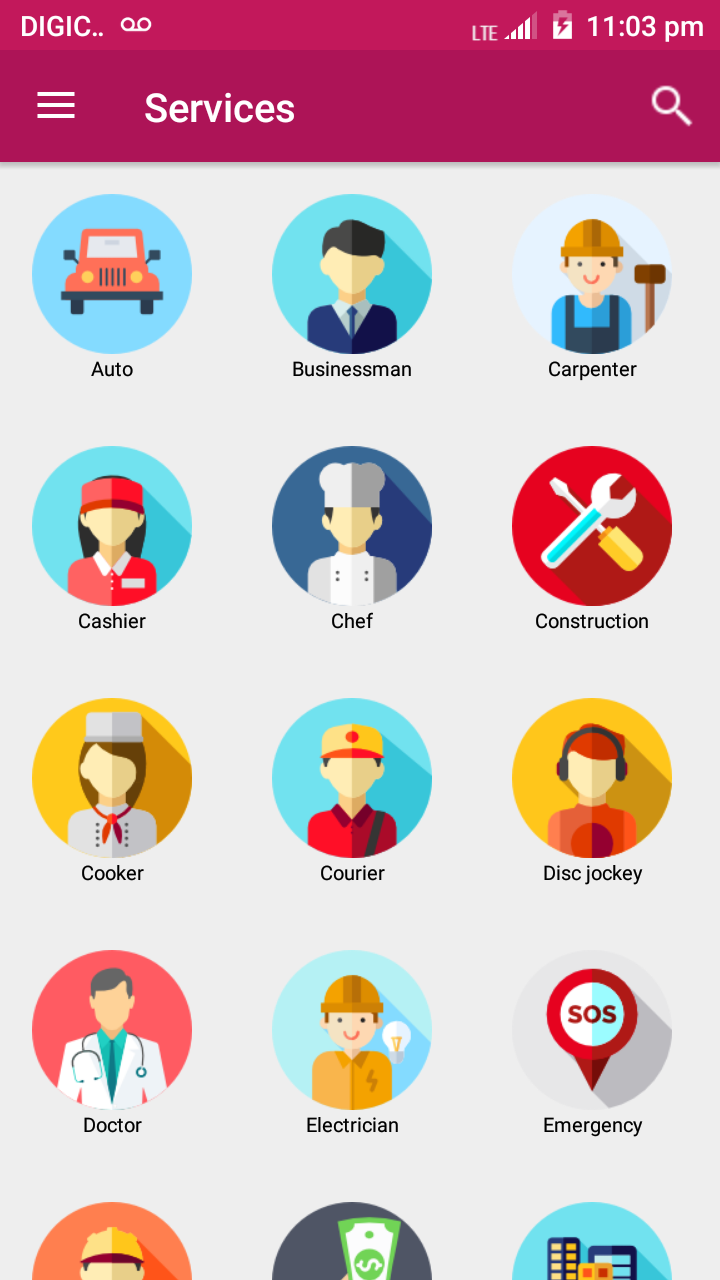 DIGIC..
LTE
11:03 pm
Services
Auto
Businessman
Carpenter
Cashier
Chef
Construction
Cooker
Courier
Disc jockey
Doctor
Electrician
SOS
Emergency